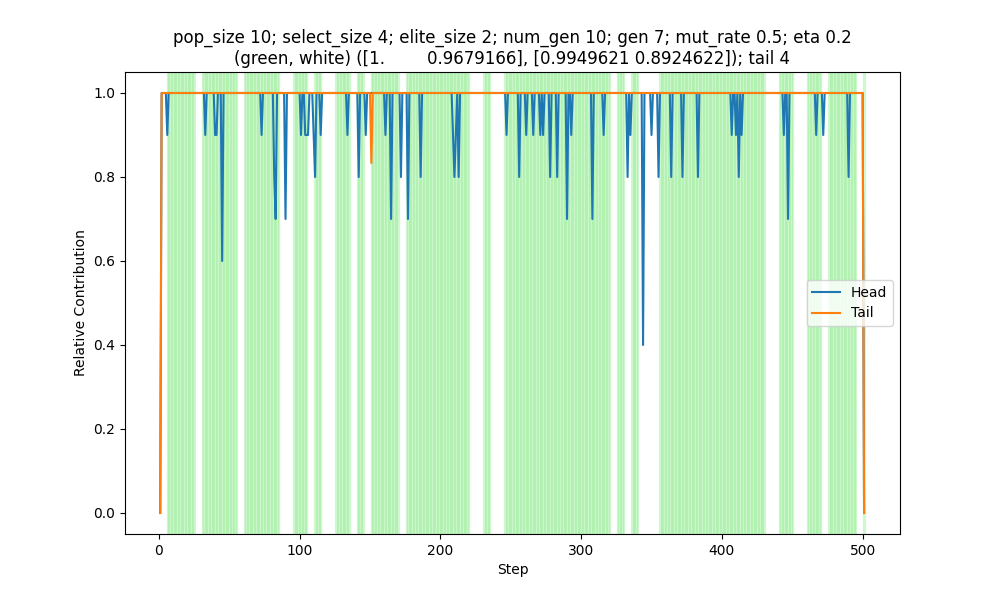 pop_size 10; select_size 4; elite_size 2; num_gen 10; gen 7; mut_rate 0.5; eta 0.2
(green, white) ([1.         0.9679166], [0.9949621 0.8924622]); tail 4
1.0
0.8
0.6
0.4
0.2
0.0
Relative Contribution
Head
Tail
0
100
200
300
400
500
Step